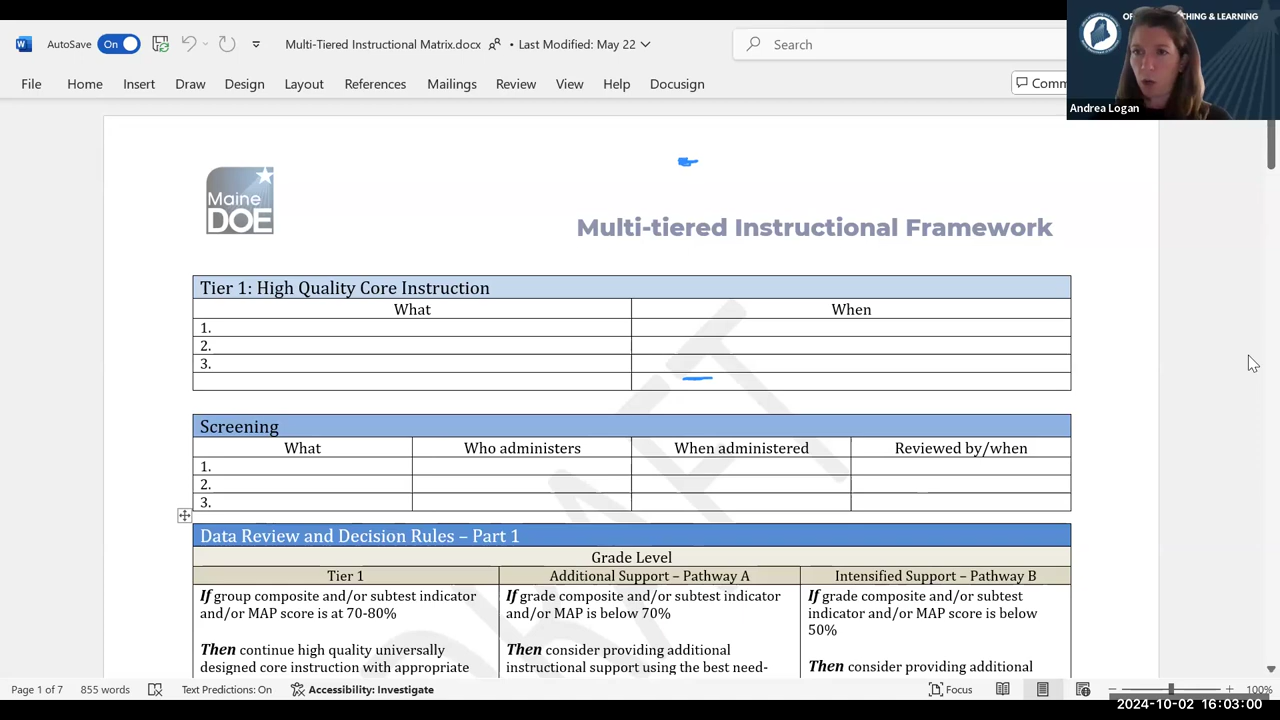 AutoSave On Multi-Tiered Instructional Matrix.docx • Last Modified: May 22 Search
File Home Insert Draw Design Layout References Mailings Review View Help Docusign Comm
CHING & LEARNING
Andrea Logan
Maine
DOE
Multi-tiered Instructional Framework
Tier 1: High Quality Core Instruction
What When
1.
2.
3.
Screening
What Who administers When administered Reviewed by/when
1.
2.
3.
Data Review and Decision Rules – Part 1
Grade Level
Tier 1 Additional Support – Pathway A Intensified Support – Pathway B
If group composite and/or subtest indicator
and/or MAP score is at 70-80%
Then continue high quality universally
designed core instruction with appropriate
If grade composite and/or subtest indicator
and/or MAP is below 70%
Then consider providing additional
instructional support using the best need-
If grade composite and/or subtest
indicator and/or MAP score is below
50%
Then consider providing additional
DRAFT
Page 1 of 7 855 words Text Predictions: On Accessibility: Investigate Focus 100%
2024-10-02 16:03:00